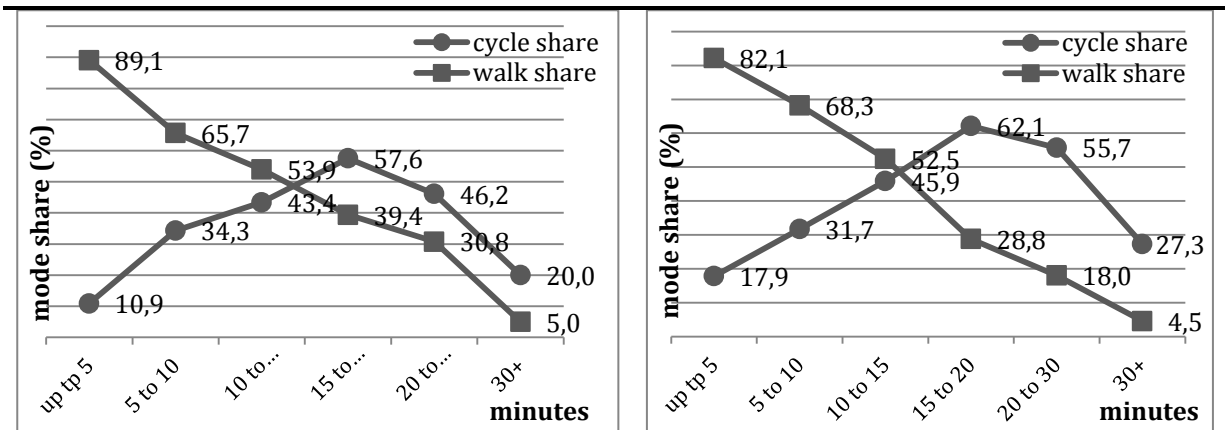 cycle share
walk share
mode share (%)
89,1
65,7
53,9
57,6
43,4
39,4
46,2
34,3
30,8
20,0
10,9
5,0
up tp 5
5 to 10
10 to...
15 to...
20 to...
30+
minutes
cycle share
walk share
mode share (%)
82,1
68,3
52,5
62,1
55,7
45,9
31,7
28,8
27,3
17,9
18,0
4,5
up tp 5
5 to 10
10 to 15
15 to 20
20 to 30
30+
minutes